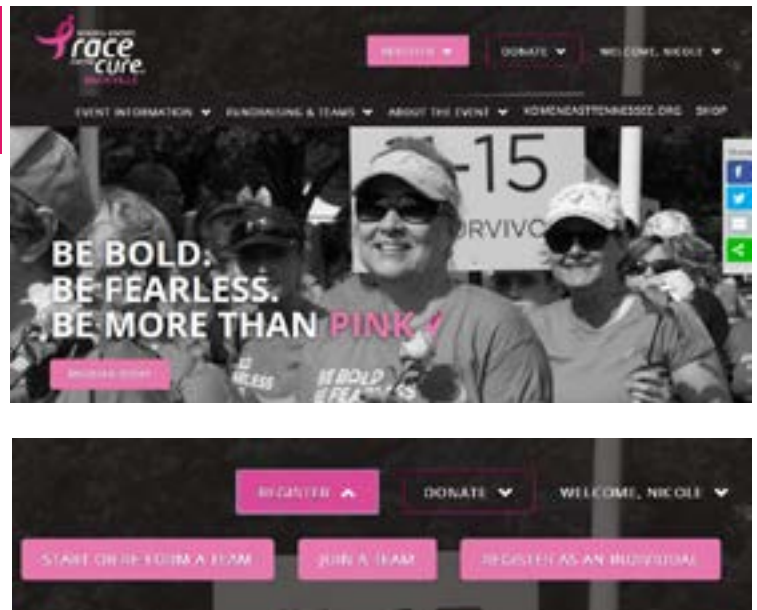 race
cure.
REGISTER DONATE WELCOME, NICOLE
EVENT INFORMATION FUNDRAISING & TEAMS ABOUT THE EVENT KOMENEASTTENNESSEE.ORG SHOP
-15
BE BOLD.
BE FEARLESS.
BE MORE THAN PINK
BE BOLD
REGISTER DONATE WELCOME, NICOLE
START OR RE-FORM A TEAM JOIN A TEAM REGISTER AS AN INDIVIDUAL